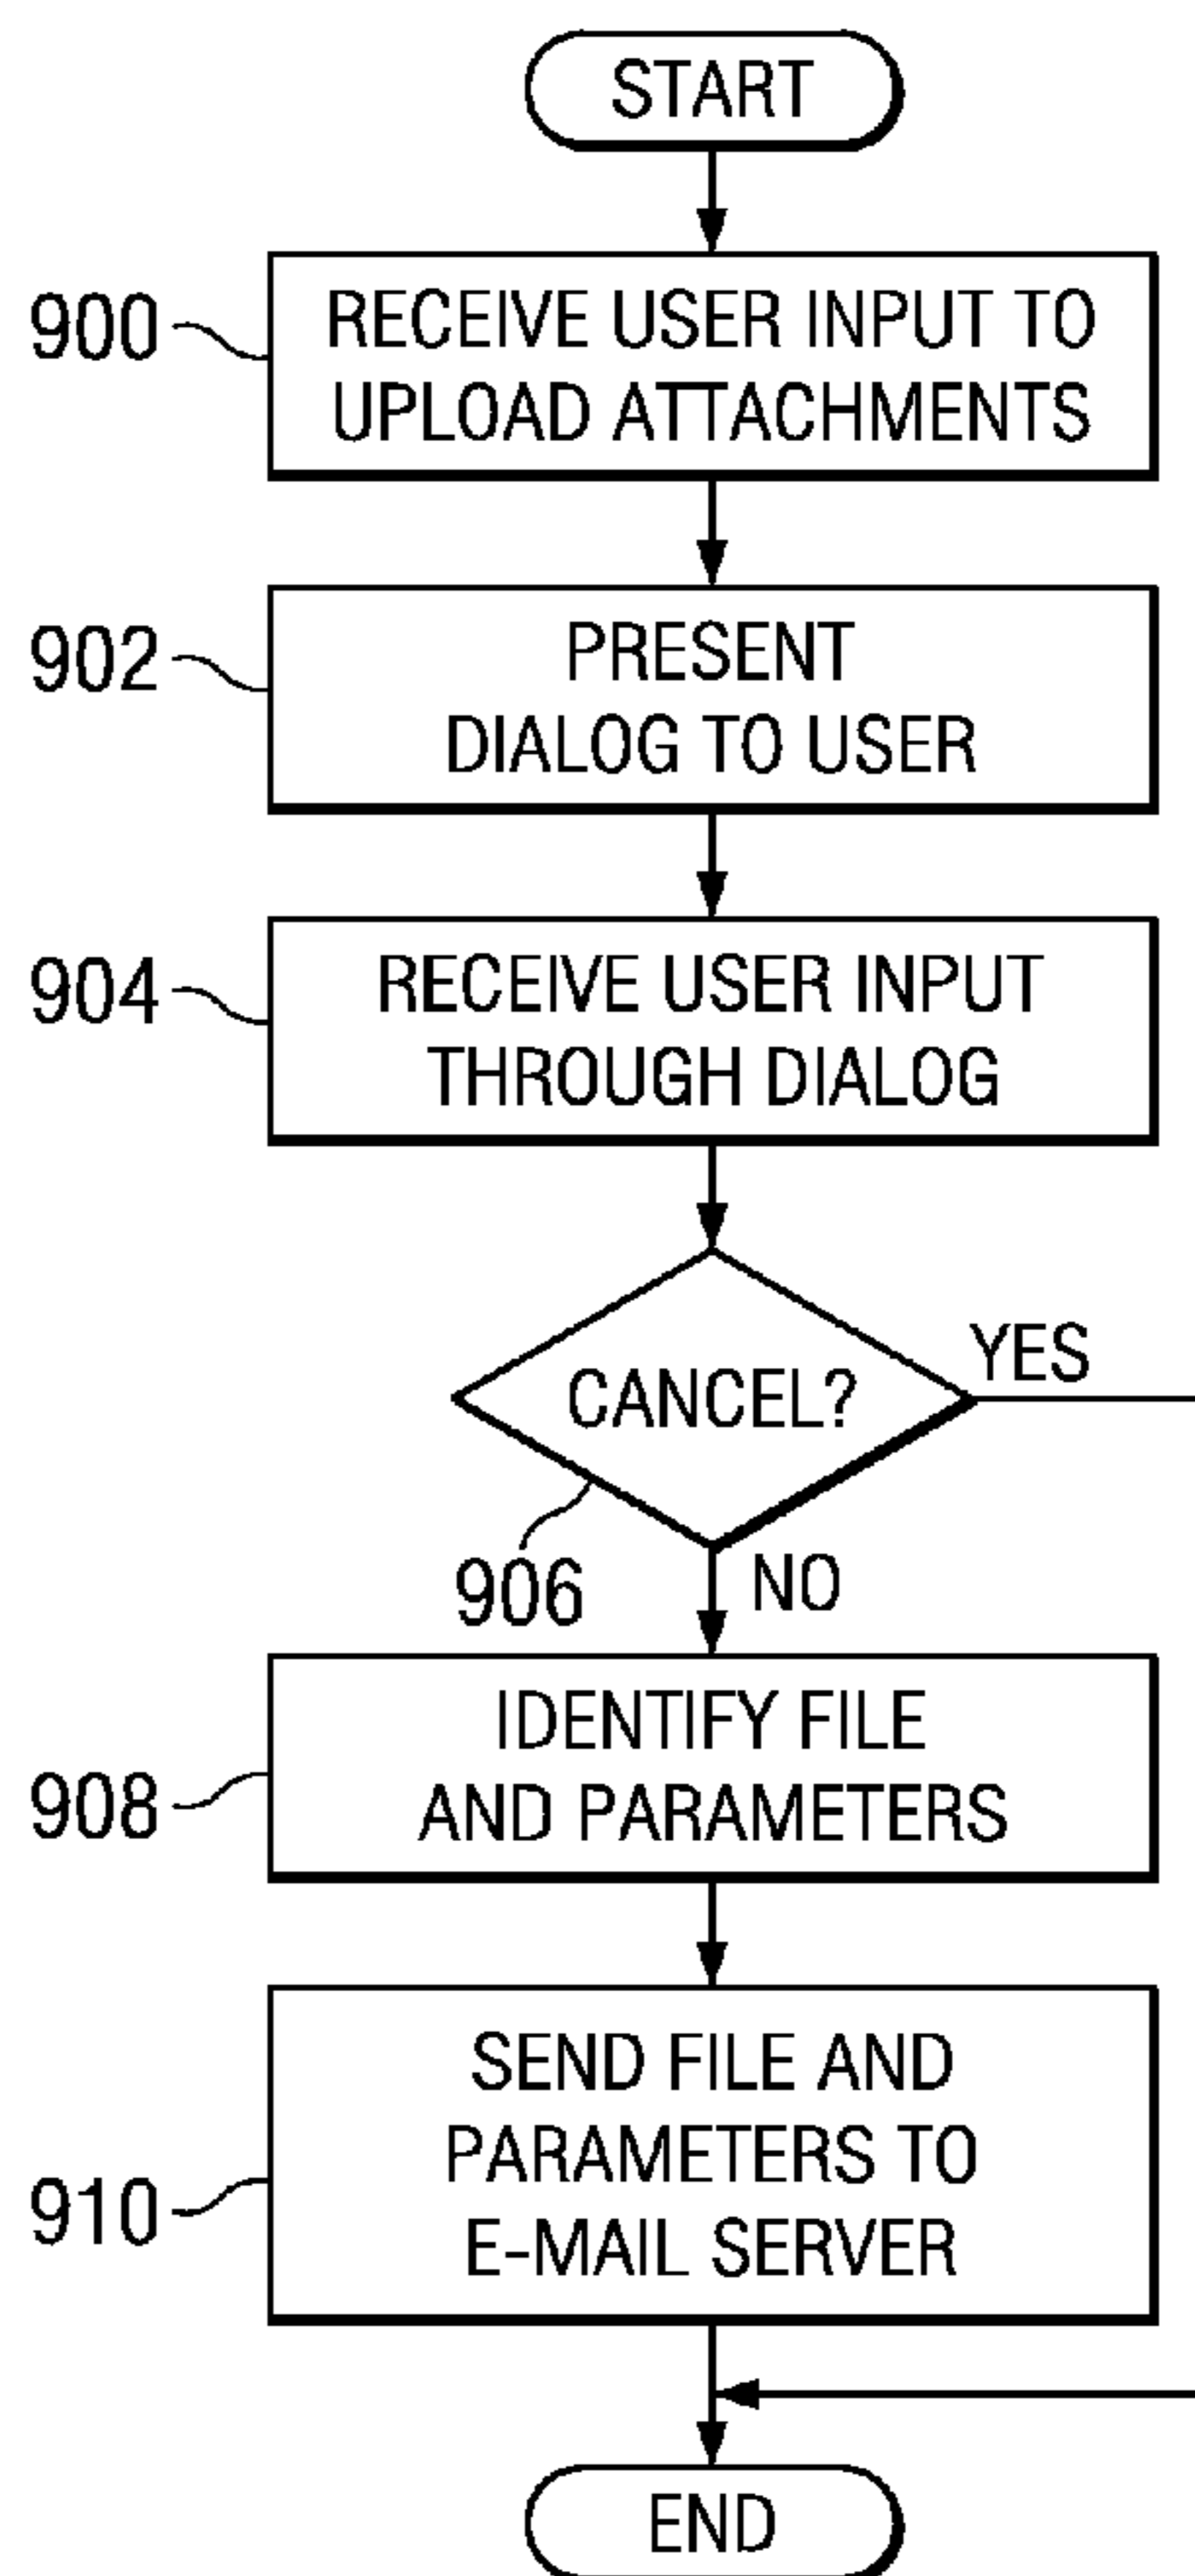 START
900
RECEIVE USER INPUT TO
UPLOAD ATTACHMENTS
902
PRESENT
DIALOG TO USER
904
RECEIVE USER INPUT
THROUGH DIALOG
CANCEL?
YES
906
NO
908
IDENTIFY FILE
AND PARAMETERS
910
SEND FILE AND
PARAMETERS TO
E-MAIL SERVER
END